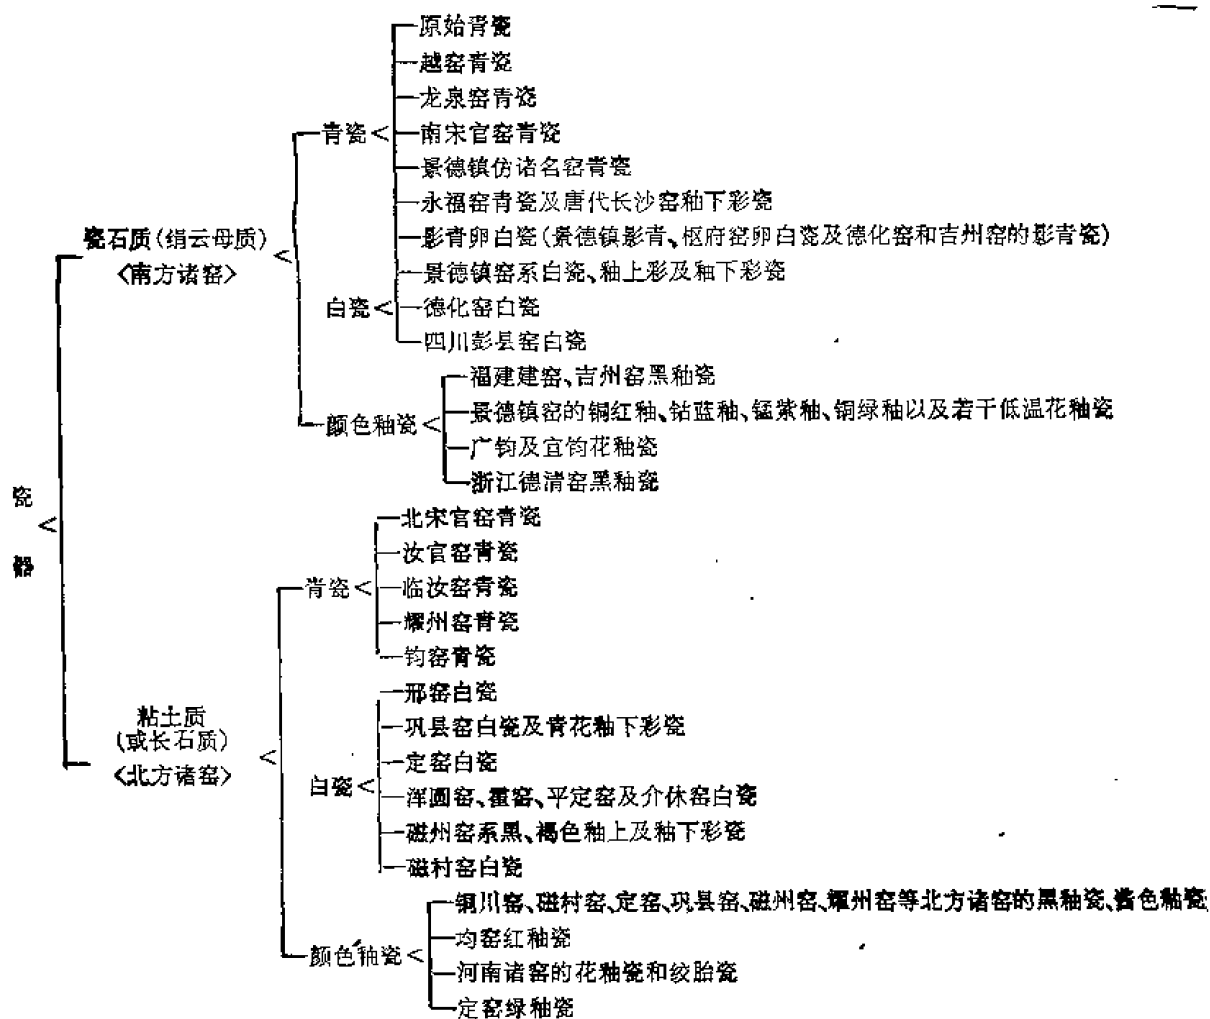 瓷器
瓷石质(绢云母质)
〈南方诸窑〉
青瓷
原始青瓷
越窑青瓷
龙泉窑青瓷
南宋官窑青瓷
景德镇仿诸名窑青瓷
永福窑青瓷及唐代长沙窑釉下彩瓷
影青卵白瓷(景德镇影青、枢府窑卵白瓷及德化窑和吉州窑的影青瓷)
白瓷
景德镇窑系白瓷、釉上彩及釉下彩瓷
德化窑白瓷
四川彭县窑白瓷
颜色釉瓷
福建建窑、吉州窑黑釉瓷
景德镇窑的铜红釉、钴蓝釉、锰紫釉、铜绿釉以及若干低温花釉瓷
广钧及宜钧花釉瓷
浙江德清窑黑釉瓷
粘土质
(或长石质)
〈北方诸窑〉
青瓷
北宋官窑青瓷
汝官窑青瓷
临汝窑青瓷
耀州窑青瓷
钧窑青瓷
白瓷
邢窑白瓷
巩县窑白瓷及青花釉下彩瓷
定窑白瓷
浑圆窑、霍窑、平定窑及介休窑白瓷
磁州窑系黑、褐色釉上及釉下彩瓷
磁村窑白瓷
颜色釉瓷
铜川窑、磁村窑、定窑、巩县窑、磁州窑、耀州窑等北方诸窑的黑釉瓷、酱色釉瓷
均窑红釉瓷
河南诸窑的花釉瓷和绞胎瓷
定窑绿釉瓷